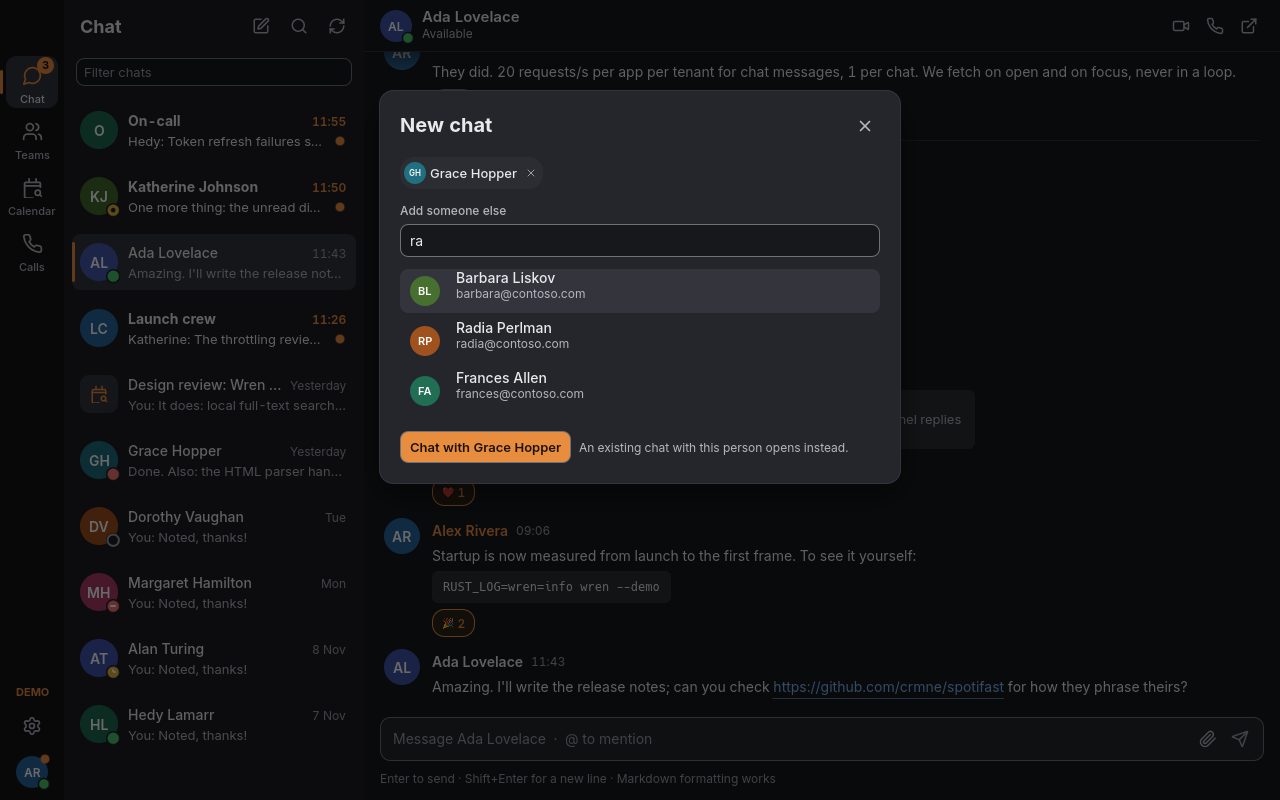 3
Chat
Teams
Calendar
Calls
DEMO
AR
Chat
Filter chats
O
On-call
11:55
Hedy: Token refresh failures s...
KJ
Katherine Johnson
11:50
One more thing: the unread di...
AL
Ada Lovelace
11:43
Amazing. I'll write the release not...
LC
Launch crew
11:26
Katherine: The throttling revie...
Design review: Wren ...
Yesterday
You: It does: local full-text search...
GH
Grace Hopper
Yesterday
Done. Also: the HTML parser han...
DV
Dorothy Vaughan
Tue
You: Noted, thanks!
MH
Margaret Hamilton
Mon
You: Noted, thanks!
AT
Alan Turing
8 Nov
You: Noted, thanks!
HL
Hedy Lamarr
7 Nov
You: Noted, thanks!
AL
Ada Lovelace
Available
AR
They did. 20 requests/s per app per tenant for chat messages, 1 per chat. We fetch on open and on focus, never in a loop.
New chat
GH Grace Hopper
Add someone else
ra
BL
Barbara Liskov
barbara@contoso.com
RP
Radia Perlman
radia@contoso.com
FA
Frances Allen
frances@contoso.com
Chat with Grace Hopper
An existing chat with this person opens instead.
replies
❤️ 1
AR
Alex Rivera 09:06
Startup is now measured from launch to the first frame. To see it yourself:
RUST_LOG=wren=info wren --demo
🎉 2
AL
Ada Lovelace 11:43
Amazing. I'll write the release notes; can you check https://github.com/crmne/spotifast for how they phrase theirs?
Message Ada Lovelace · @ to mention
Enter to send · Shift+Enter for a new line · Markdown formatting works